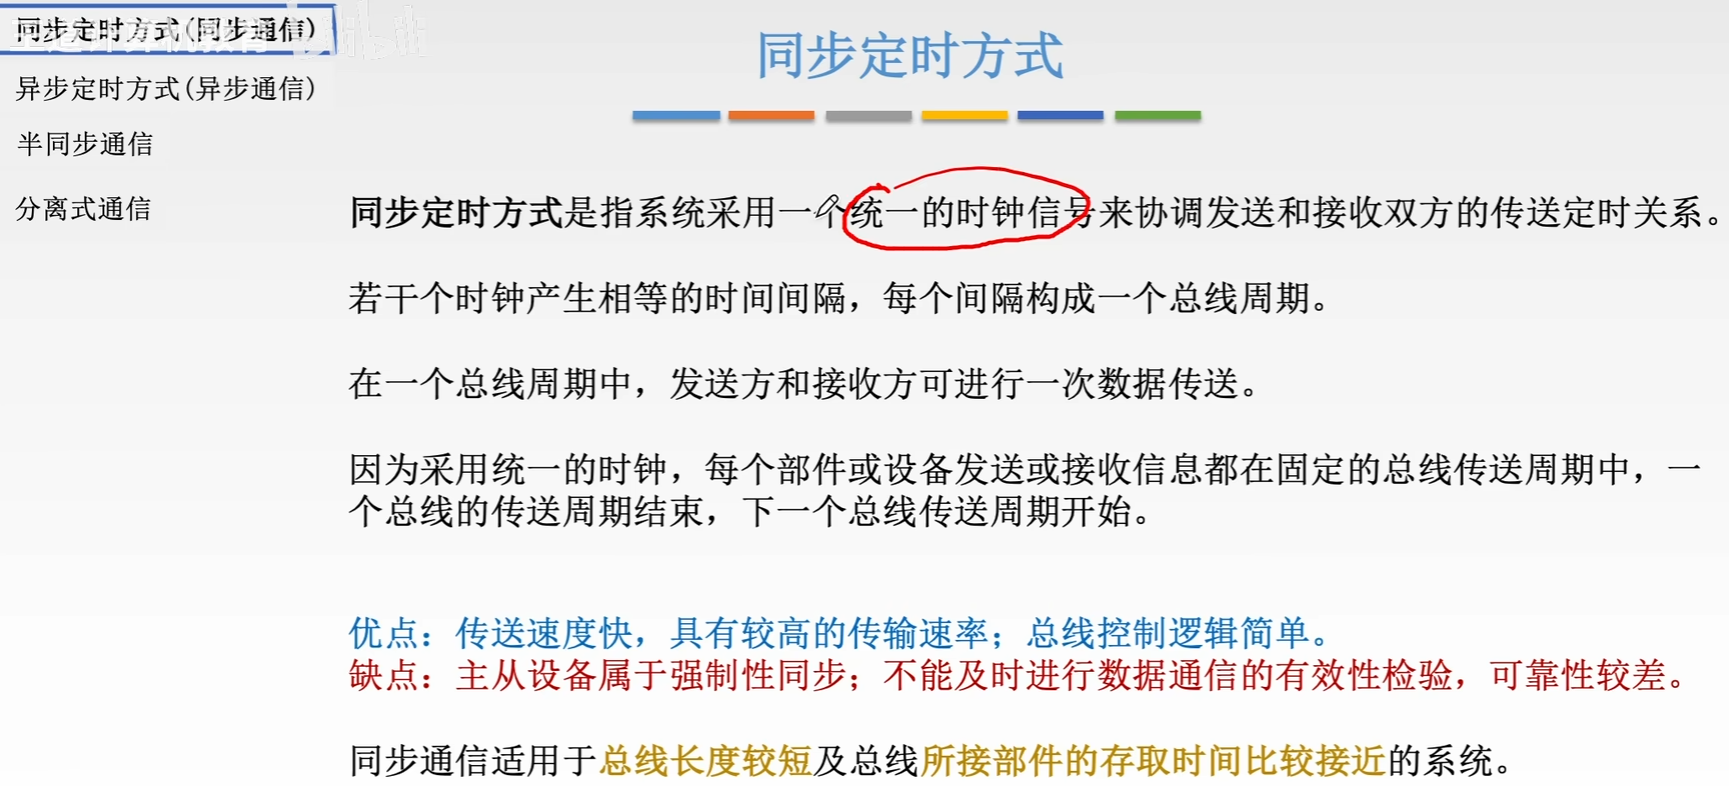 同步定时方式(同步通信)
异步定时方式(异步通信)
半同步通信
分离式通信
同步定时方式
同步定时方式是指系统采用一个统一的时钟信号来协调发送和接收双方的传送定时关系。
若干个时钟产生相等的时间间隔，每个间隔构成一个总线周期。
在一个总线周期中，发送方和接收方可进行一次数据传送。
因为采用统一的时钟，每个部件或设备发送或接收信息都在固定的总线传送周期中，一
个总线的传送周期结束，下一个总线传送周期开始。
优点：传送速度快，具有较高的传输速率；总线控制逻辑简单。
缺点：主从设备属于强制性同步；不能及时进行数据通信的有效性检验，可靠性较差。
同步通信适用于总线长度较短及总线所接部件的存取时间比较接近的系统。